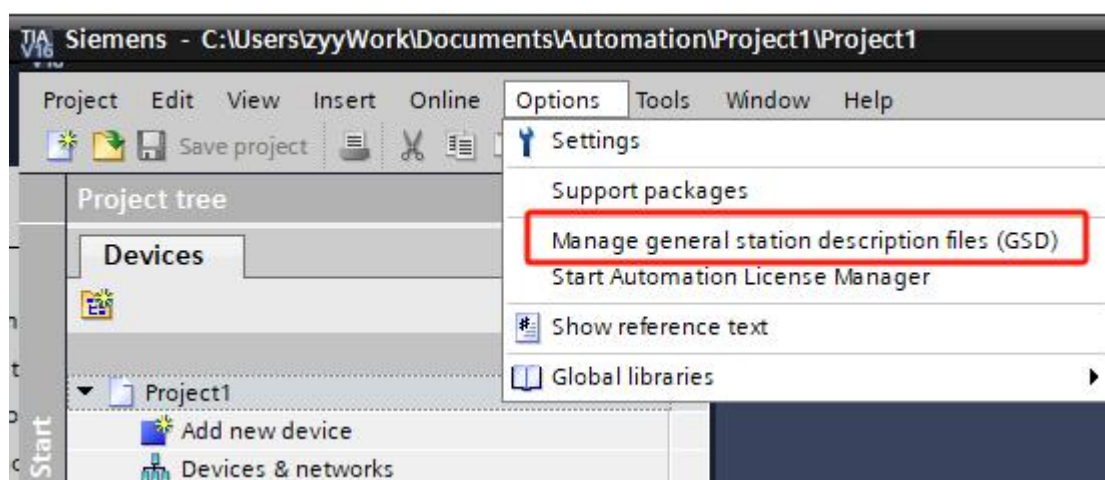 TIA V16 Siemens - C:\Users\zyyWork\Documents\Automation\Project1\Project1
Project Edit View Insert Online Options Tools Window Help
Save project
Settings
Support packages
Manage general station description files (GSD)
Start Automation License Manager
Show reference text
Global libraries
Project tree
Devices
Project1
Add new device
Devices & networks
Start